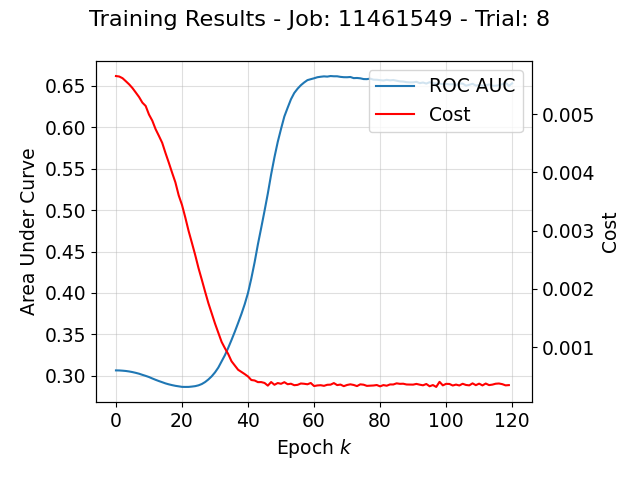 Training Results - Job: 11461549 - Trial: 8
Area Under Curve
0.65
0.60
0.55
0.50
0.45
0.40
0.35
0.30
ROC AUC
Cost
0.005
0.004
0.003
0.002
0.001
Cost
0 20 40 60 80 100 120
Epoch k